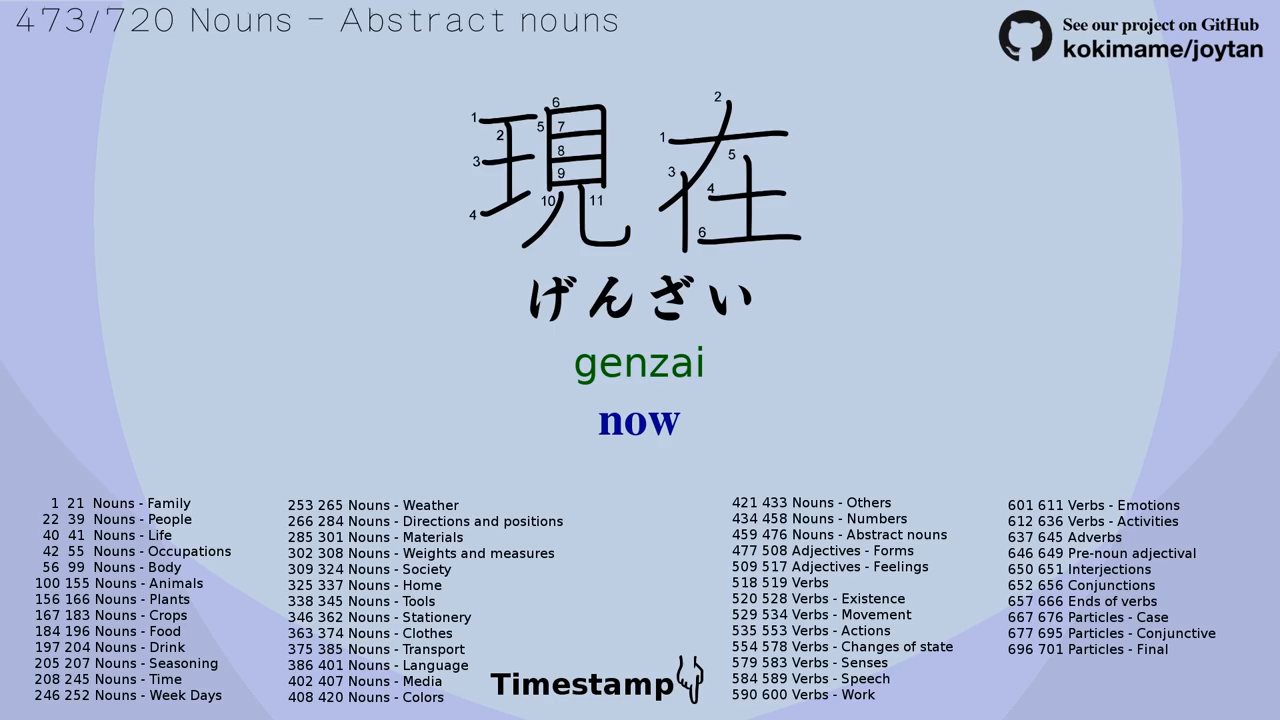 473/720 Nouns - Abstract nouns
See our project on GitHub
kokimame/joytan
現在
げんざい
genzai
now
1 21 Nouns - Family
22 39 Nouns - People
40 41 Nouns - Life
42 55 Nouns - Occupations
56 99 Nouns - Body
100 155 Nouns - Animals
156 166 Nouns - Plants
167 183 Nouns - Crops
184 196 Nouns - Food
197 204 Nouns - Drink
205 207 Nouns - Seasoning
208 245 Nouns - Time
246 252 Nouns - Week Days
253 265 Nouns - Weather
266 284 Nouns - Directions and positions
285 301 Nouns - Materials
302 308 Nouns - Weights and measures
309 324 Nouns - Society
325 337 Nouns - Home
338 345 Nouns - Tools
346 362 Nouns - Stationery
363 374 Nouns - Clothes
375 385 Nouns - Transport
386 401 Nouns - Language
402 407 Nouns - Media
408 420 Nouns - Colors
Timestamp
421 433 Nouns - Others
434 458 Nouns - Numbers
459 476 Nouns - Abstract nouns
477 508 Adjectives - Forms
509 517 Adjectives - Feelings
518 519 Verbs
520 528 Verbs - Existence
529 534 Verbs - Movement
535 553 Verbs - Actions
554 578 Verbs - Changes of state
579 583 Verbs - Senses
584 589 Verbs - Speech
590 600 Verbs - Work
601 611 Verbs - Emotions
612 636 Verbs - Activities
637 645 Adverbs
646 649 Pre-noun adjectival
650 651 Interjections
652 656 Conjunctions
657 666 Ends of verbs
667 676 Particles - Case
677 695 Particles - Conjunctive
696 701 Particles - Final